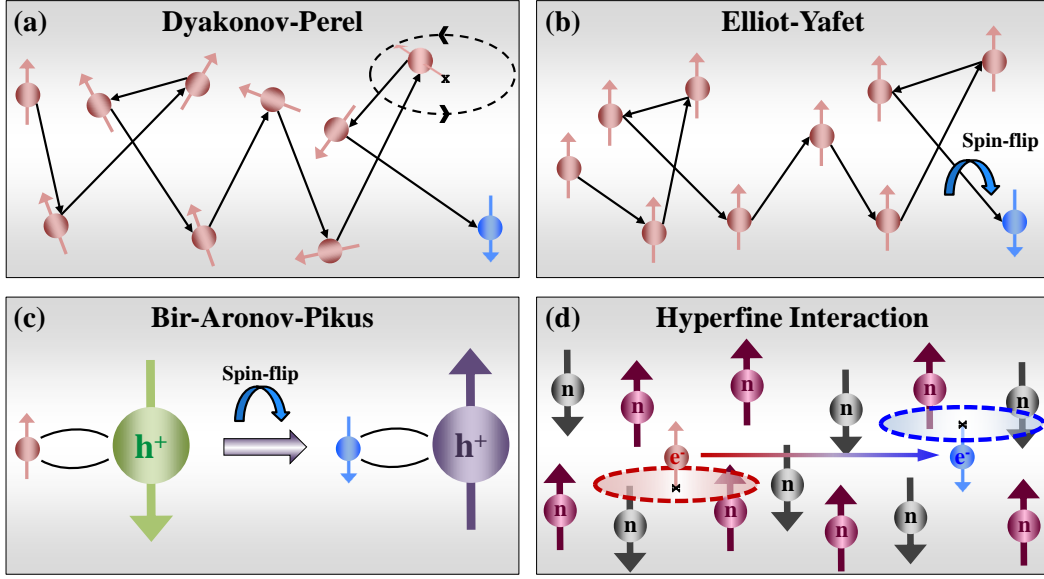 (a) Dyakonov-Perel
x
(b) Elliot-Yafet
Spin-flip
(c) Bir-Aronov-Pikus
Spin-flip
h+
h+
(d) Hyperfine Interaction
n
n
n
n
n
n
x
e-
e-
n
x
n
n
n
n
n
n